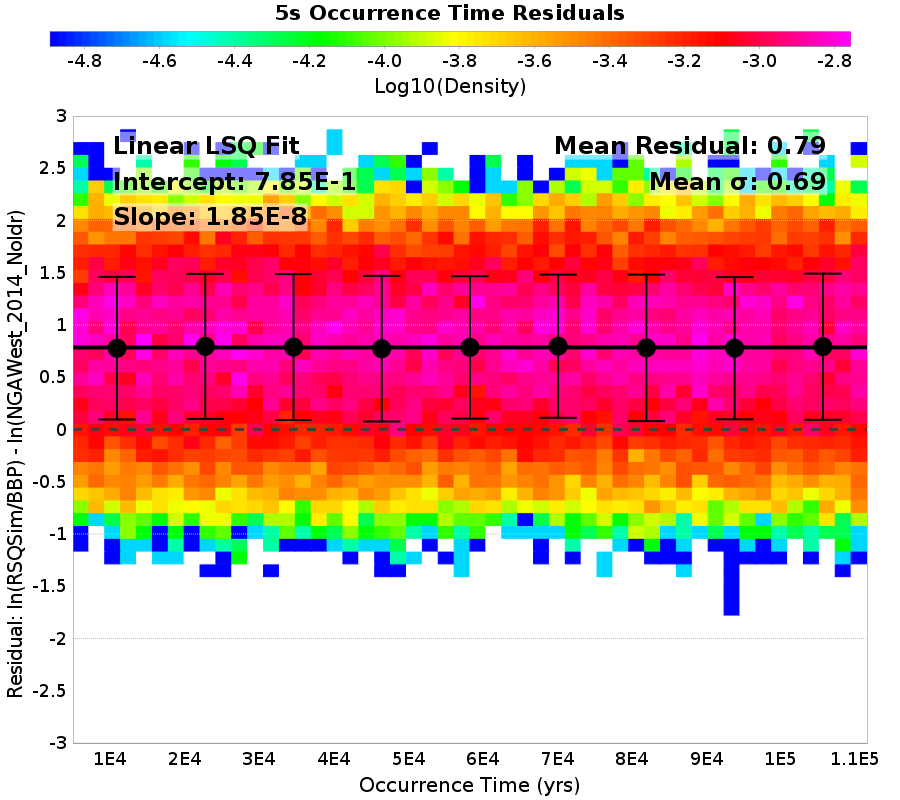 5s Occurrence Time Residuals
-4.8 -4.6 -4.4 -4.2 -4.0 -3.8 -3.6 -3.4 -3.2 -3.0 -2.8
Log10(Density)
Linear LSQ Fit
Intercept: 7.85E-1
Slope: 1.85E-8
Mean Residual: 0.79
Mean σ: 0.69
Residual: ln(RSQSim/BBP) - ln(NGAWest_2014_NoIdr)
3
2.5
2
1.5
1
0.5
0
-0.5
-1
-1.5
-2
-2.5
-3
1E4 2E4 3E4 4E4 5E4 6E4 7E4 8E4 9E4 1E5 1.1E5
Occurrence Time (yrs)